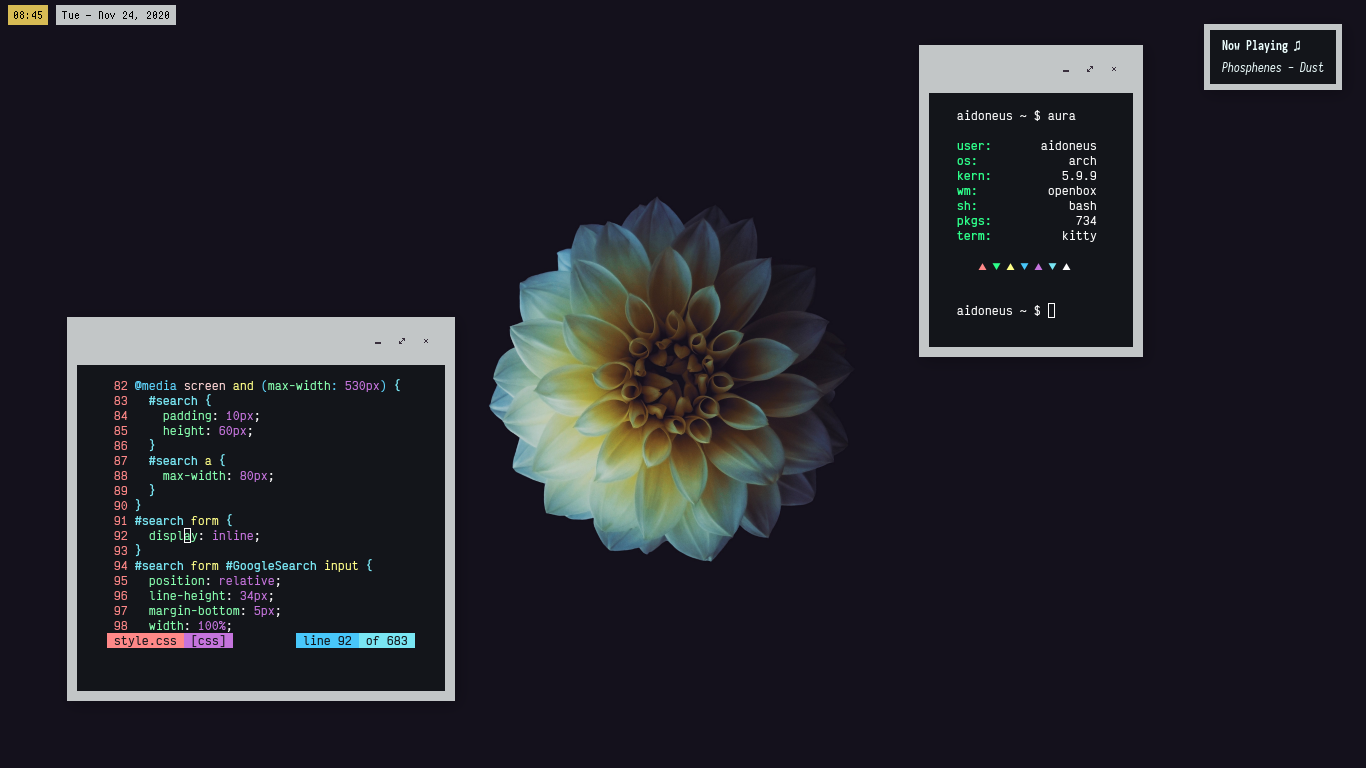 08:45 Tue - Nov 24, 2020
Now Playing ♫
Phosphenes - Dust
aidoneus ~ $ aura
user: aidoneus
os: arch
kern: 5.9.9
wm: openbox
sh: bash
pkgs: 734
term: kitty
aidoneus ~ $
82 @media screen and (max-width: 530px) {
83   #search {
84     padding: 10px;
85     height: 60px;
86   }
87   #search a {
88     max-width: 80px;
89   }
90 }
91 #search form {
92   display: inline;
93 }
94 #search form #GoogleSearch input {
95   position: relative;
96   line-height: 34px;
97   margin-bottom: 5px;
98   width: 100%;
style.css [css] line 92 of 683